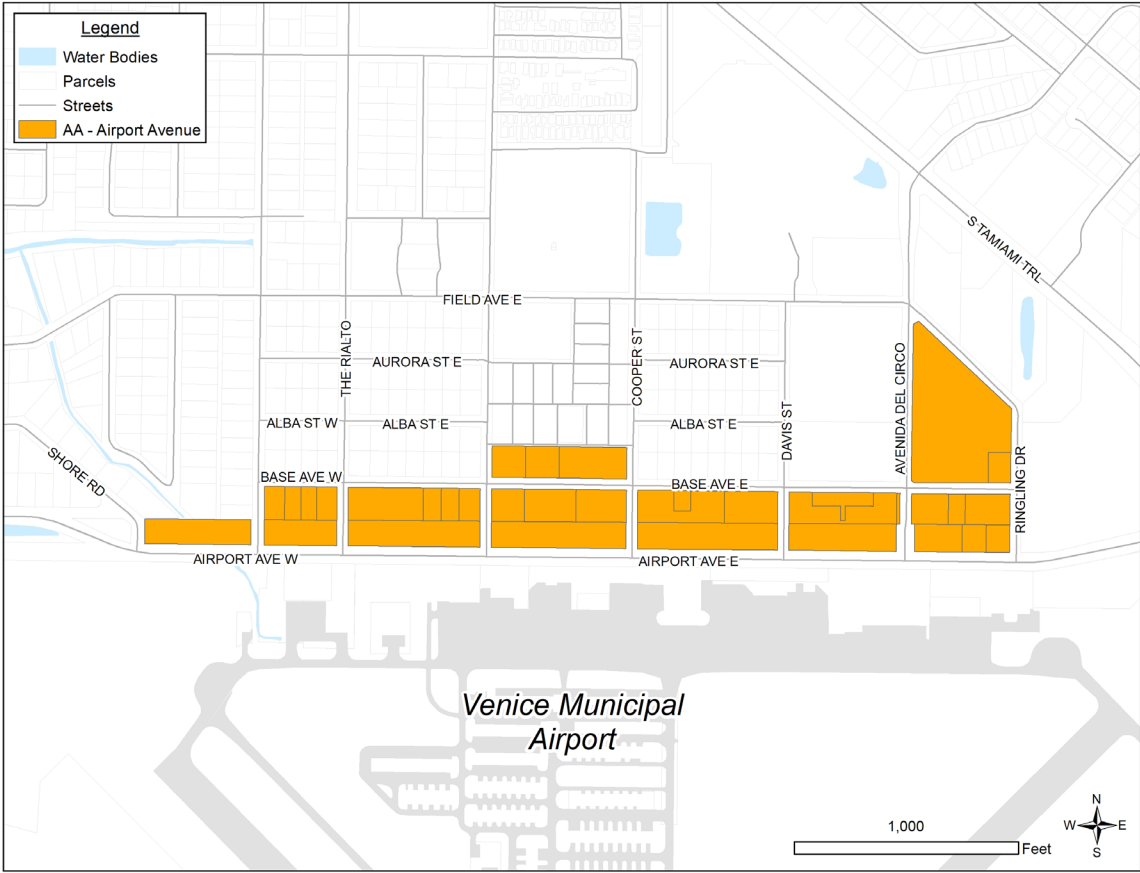 Legend
Water Bodies
Parcels
Streets
AA - Airport Avenue
S TAMIAMI TRL
FIELD AVE E
THE RIALTO
AURORA ST E
COOPER ST
AURORA ST E
AVENIDA DEL CIRCO
ALBA ST W
ALBA ST E
ALBA ST E
DAVIS ST
SHORE RD
BASE AVE W
BASE AVE E
RINGLING DR
AIRPORT AVE W
AIRPORT AVE E
Venice Municipal
Airport
1,000
Feet
N
W
E
S